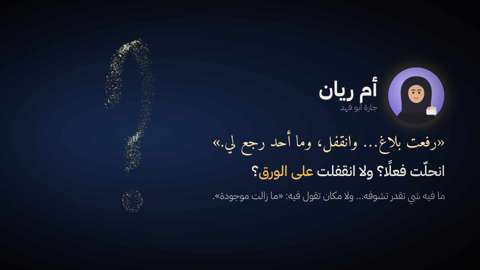 أم ريان
جارة أبو فهد
«رفعت بلاغ... وانقفل، وما أحد رجع لي.»
انحلّت فعلًا؟ ولا انقفلت على الورق؟
ما فيه شي تقدر تشوفه... ولا مكان تقول فيه: «ما زالت موجودة».